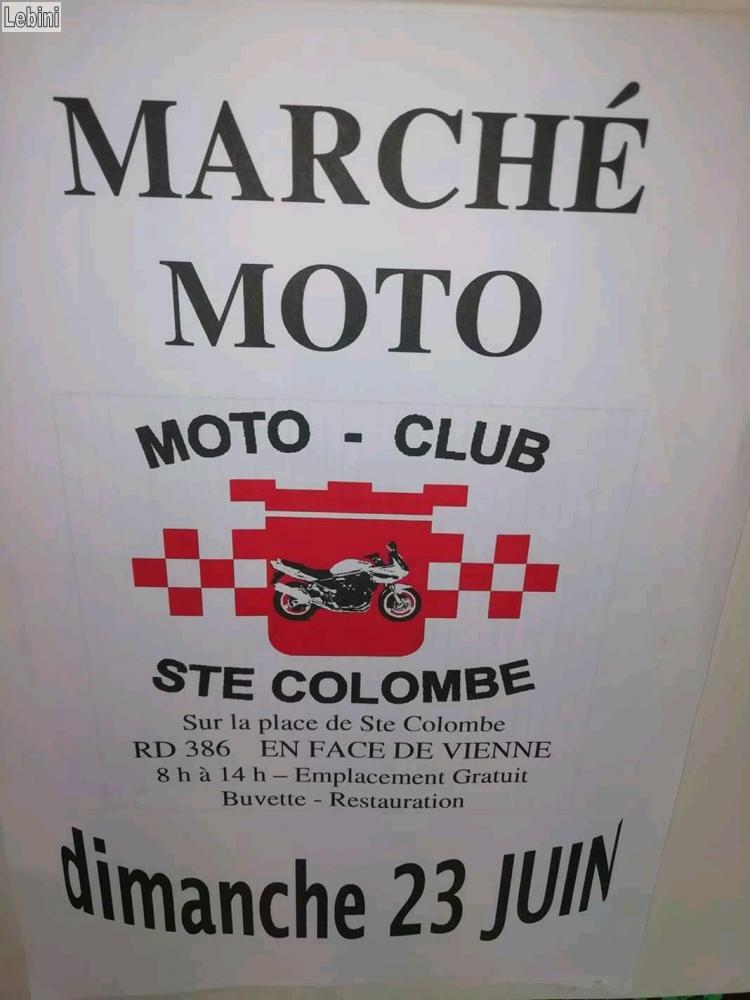 Lebini
MARCHÉ
MOTO
MOTO - CLUB
STE COLOMBE
Sur la place de Ste Colombe
RD 386 EN FACE DE VIENNE
8 h à 14 h – Emplacement Gratuit
Buvette - Restauration
dimanche 23 JUIN